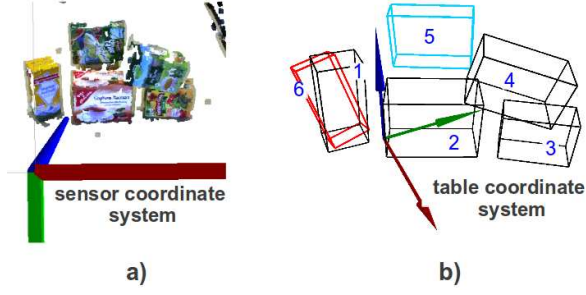 sensor coordinate
system
a)
1
2
3
4
5
6
table coordinate
system
b)